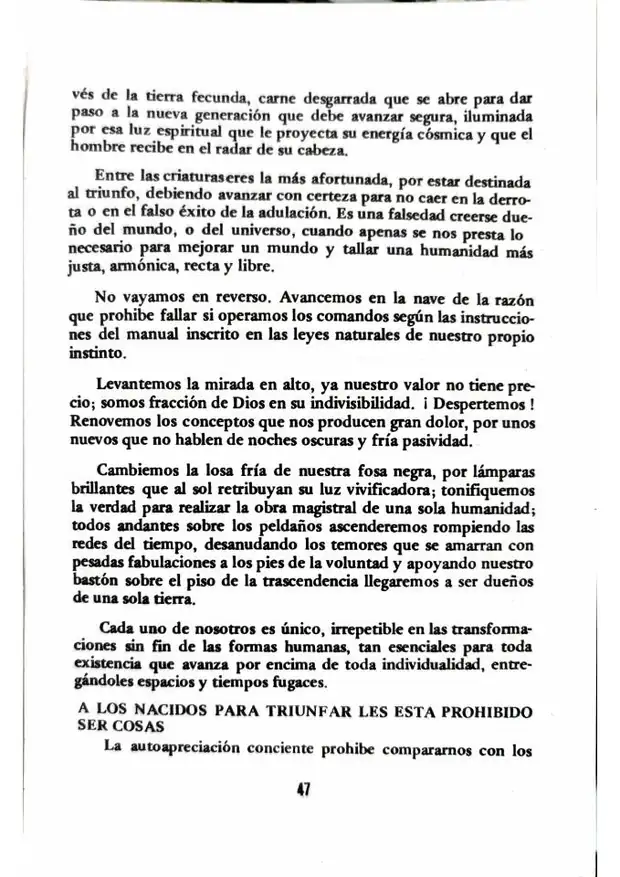 vés de la tierra fecunda, carne desgarrada que se abre para dar
paso a la nueva generación que debe avanzar segura, iluminada
por esa luz espiritual que le proyecta su energía cósmica y que el
hombre recibe en el radar de su cabeza.
Entre las criaturas eres la más afortunada, por estar destinada
al triunfo, debiendo avanzar con certeza para no caer en la derro-
ta o en el falso éxito de la adulación. Es una falsedad creerse due-
ño del mundo, o del universo, cuando apenas se nos presta lo
necesario para mejorar un mundo y tallar una humanidad más
justa, armónica, recta y libre.
No vayamos en reverso. Avancemos en la nave de la razón
que prohibe fallar si operamos los comandos según las instruccio-
nes del manual inscrito en las leyes naturales de nuestro propio
instinto.
Levantemos la mirada en alto, ya nuestro valor no tiene pre-
cio; somos fracción de Dios en su indivisibilidad. ¡ Despertemos !
Renovemos los conceptos que nos producen gran dolor, por unos
nuevos que no hablen de noches oscuras y fría pasividad.
Cambiemos la losa fría de nuestra fosa negra, por lámparas
brillantes que al sol retribuyan su luz vivificadora; tonifiquemos
la verdad para realizar la obra magistral de una sola humanidad;
todos andantes sobre los peldaños ascenderemos rompiendo las
redes del tiempo, desanudando los temores que se amarran con
pesadas fabulaciones a los pies de la voluntad y apoyando nuestro
bastón sobre el piso de la trascendencia llegaremos a ser dueños
de una sola tierra.
Cada uno de nosotros es único, irrepetible en las transforma-
ciones sin fin de las formas humanas, tan esenciales para toda
existencia que avanza por encima de toda individualidad, entre-
gándoles espacios y tiempos fugaces.
A LOS NACIDOS PARA TRIUNFAR LES ESTA PROHIBIDO
SER COSAS
La autoapreciación conciente prohibe compararnos con los
47